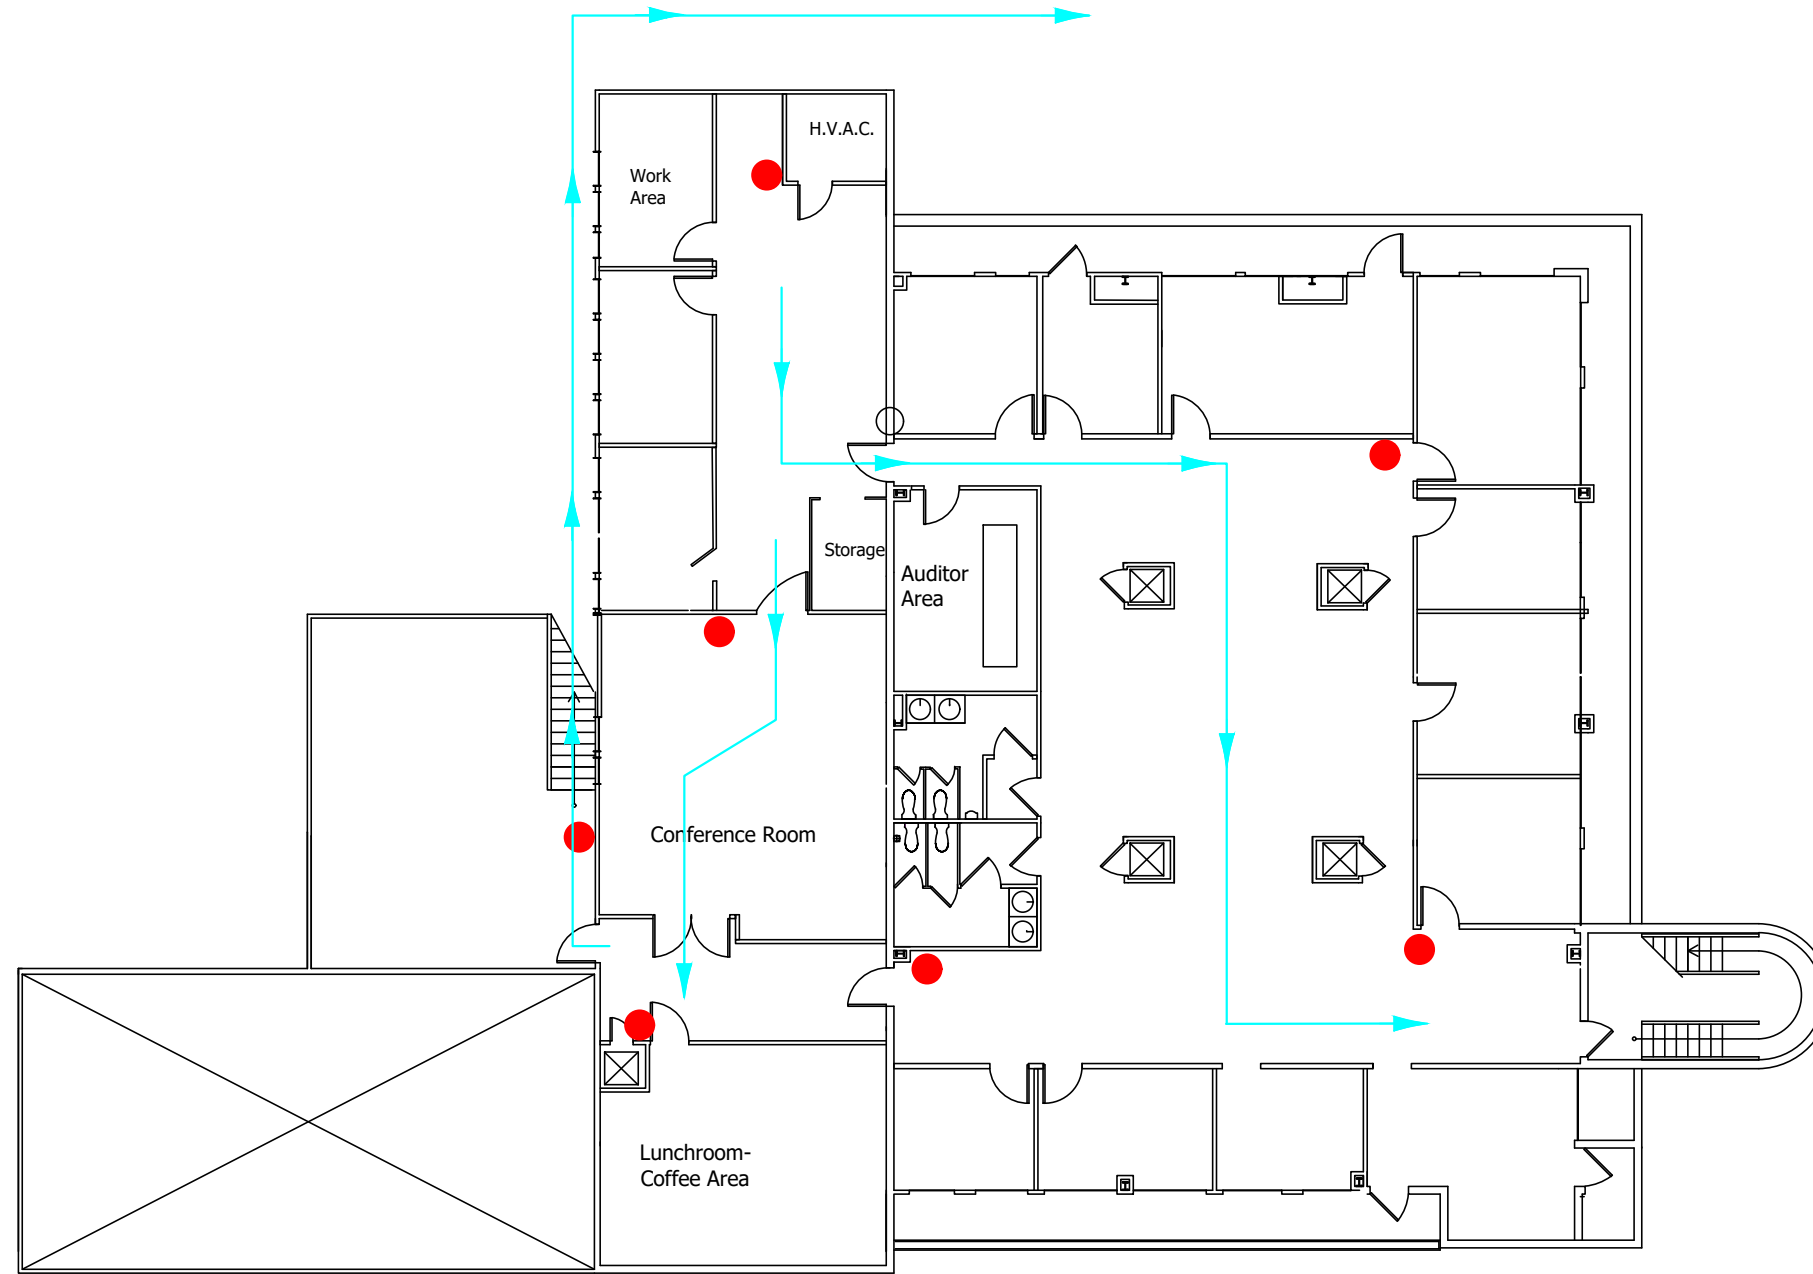 H.V.A.C.
Work
Area
Storage
Auditor
Area
Conference Room
Lunchroom-
Coffee Area